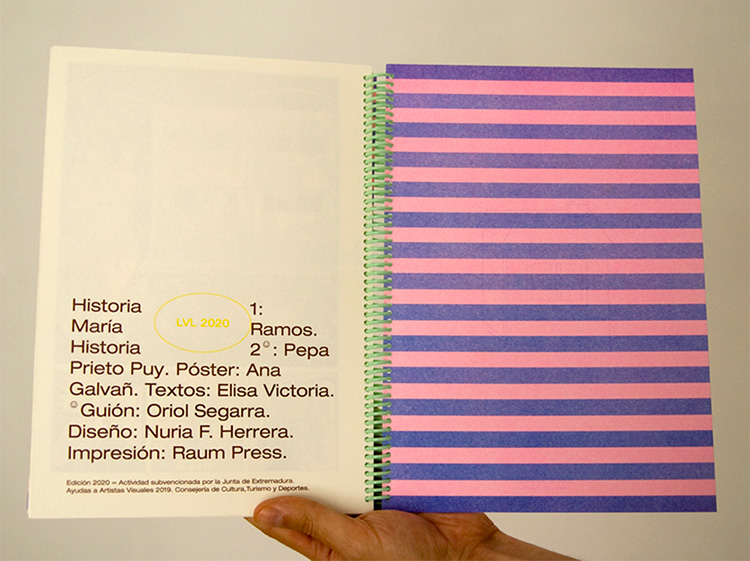 Historia 1:
María LVL 2020 Ramos.
Historia 2☺: Pepa
Prieto Puy. Póster: Ana
Galvañ. Textos: Elisa Victoria.
☺Guión: Oriol Segarra.
Diseño: Nuria F. Herrera.
Impresión: Raum Press.
Edición 2020 = Actividad subvencionada por la Junta de Extremadura.
Ayudas a Artistas Visuales 2019. Consejería de Cultura,Turismo y Deportes.